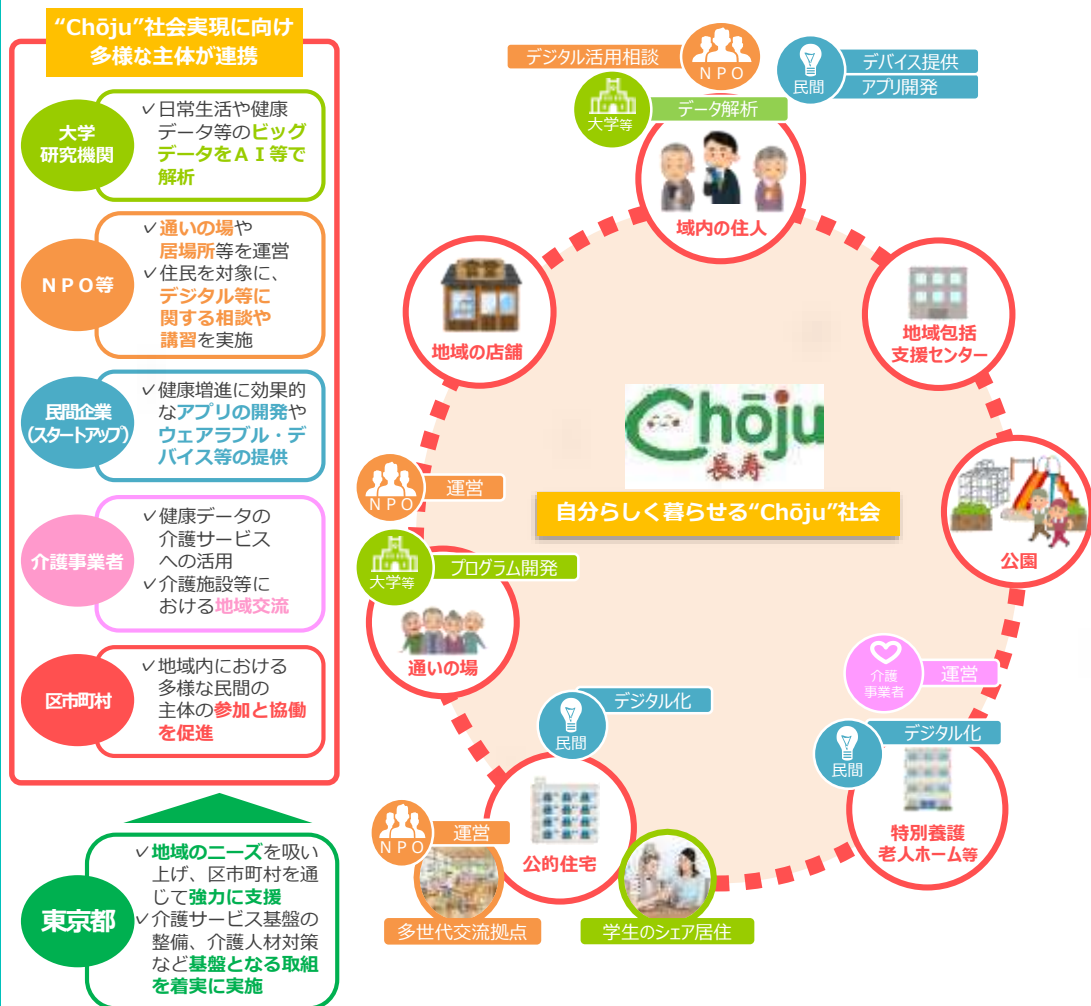 “Chōju”社会実現に向け
多様な主体が連携
大学
研究機関
✓日常生活や健康
データ等のビッグ
データをＡＩ等で
解析
ＮＰＯ等
✓通いの場や
居場所等を運営
✓住民を対象に、
デジタル等に
関する相談や
講習を実施
民間企業
(スタートアップ)
✓健康増進に効果的
なアプリの開発や
ウェアラブル・デ
バイス等の提供
介護事業者
✓健康データの
介護サービス
への活用
✓介護施設等に
おける地域交流
区市町村
✓地域内における
多様な民間の
主体の参加と協働
を促進
東京都
✓地域のニーズを吸い
上げ、区市町村を通
じて強力に支援
✓介護サービス基盤の
整備、介護人材対策
など基盤となる取組
を着実に実施
デジタル活用相談
ＮＰＯ
大学等
データ解析
民間
デバイス提供
アプリ開発
域内の住人
地域の店舗
地域包括
支援センター
Chōju
長寿
自分らしく暮らせる“Chōju”社会
公園
ＮＰＯ
運営
大学等
プログラム開発
通いの場
介護
事業者
運営
民間
デジタル化
特別養護
老人ホーム等
民間
デジタル化
公的住宅
ＮＰＯ
運営
多世代交流拠点
学生のシェア居住